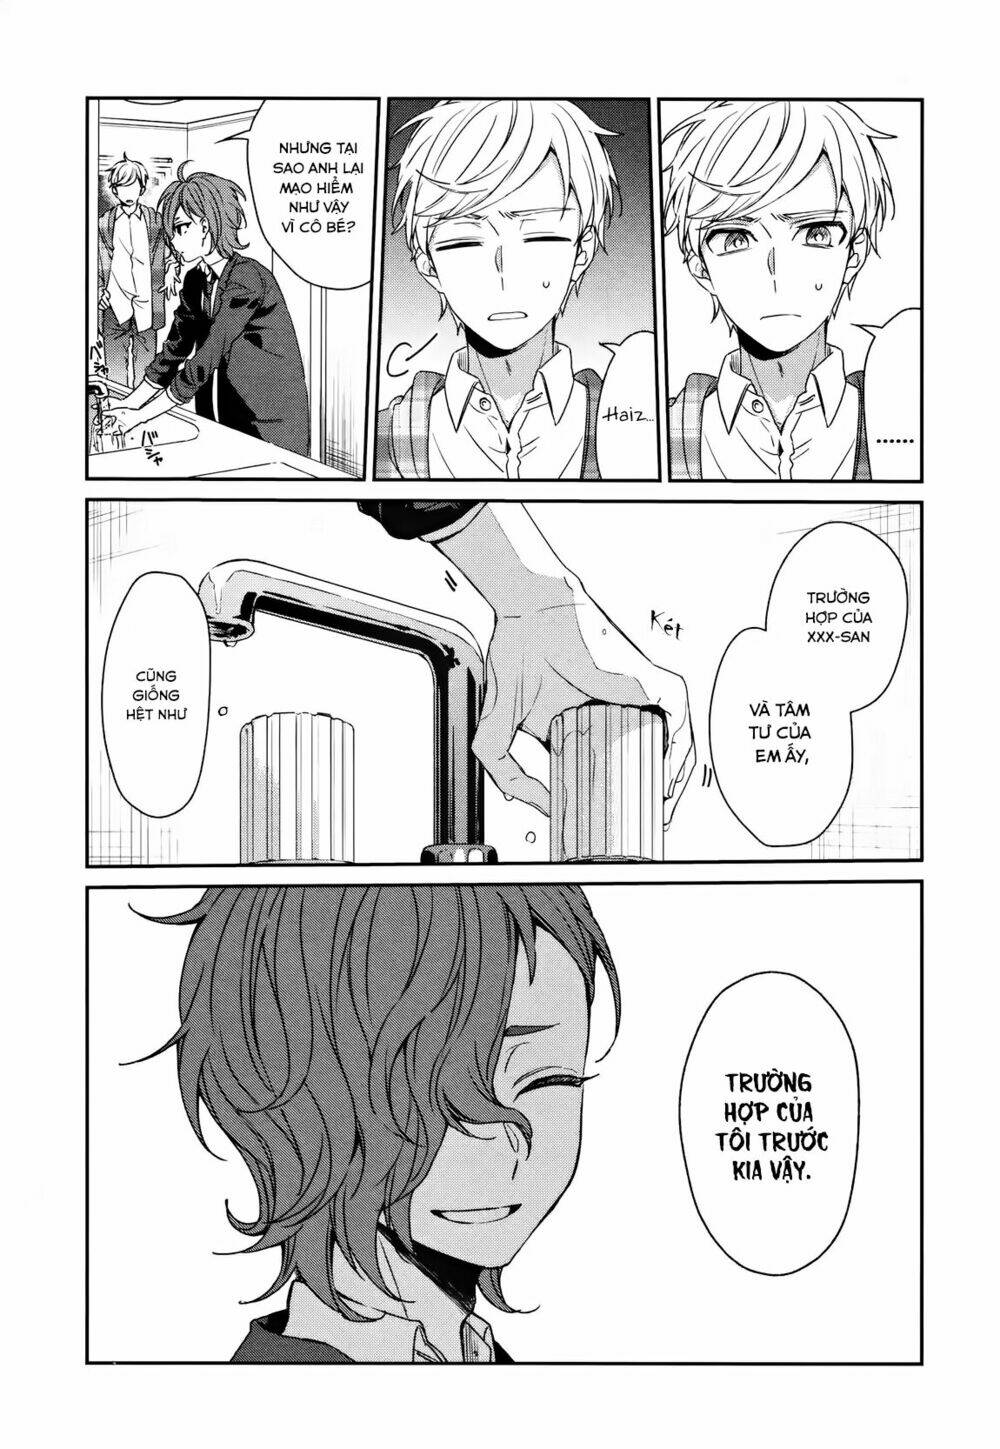 NHƯNG TẠI
SAO ANH LẠI
MẠO HIỂM
NHƯ VẬY
VÌ CÔ BÉ?
Haiz...
.......
TRƯỜNG
HỢP CỦA
XXX-SAN
VÀ TÂM
TƯ CỦA
EM ẤY,
Két
CŨNG
GIỐNG
HỆT NHƯ
TRƯỜNG
HỢP CỦA
TÔI TRƯỚC
KIA VẬY.